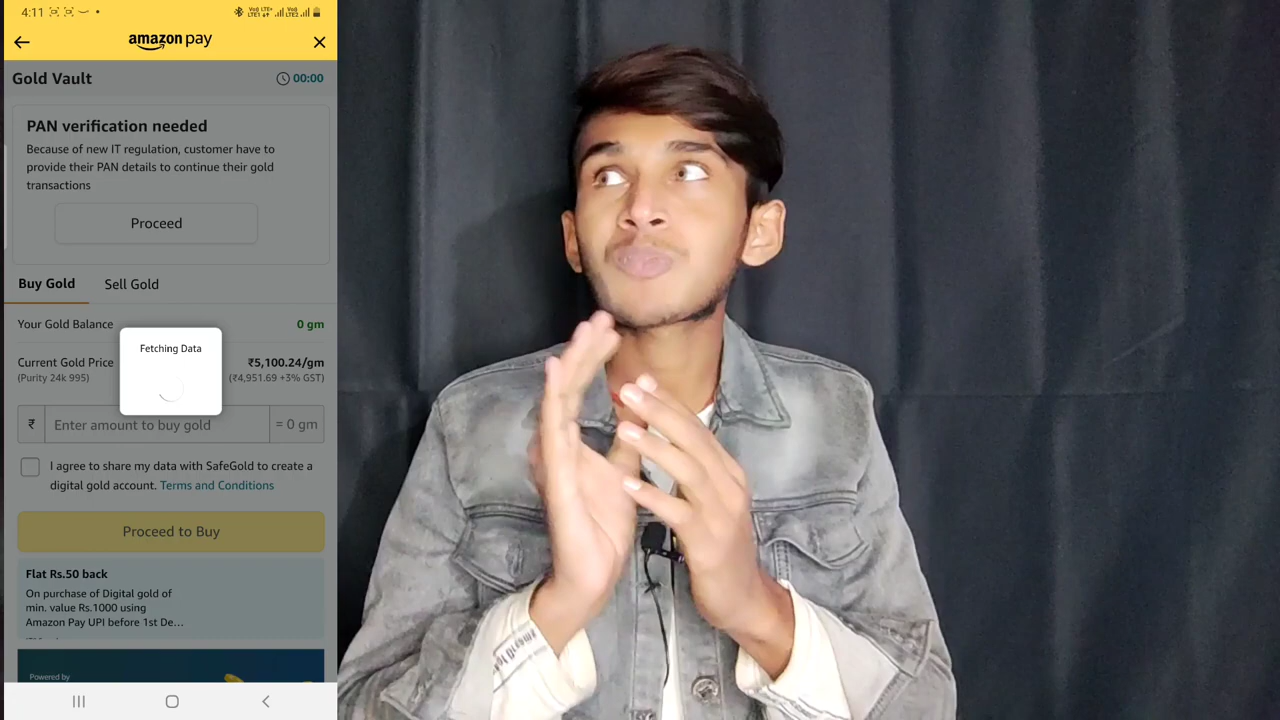 4:11
Vo)) LTE+
LTE1
Vo))
LTE2
amazon pay
Gold Vault
00:00
PAN verification needed
Because of new IT regulation, customer have to
provide their PAN details to continue their gold
transactions
Proceed
Buy Gold
Sell Gold
Your Gold Balance
0 gm
Fetching Data
Current Gold Price
₹5,100.24/gm
(Purity 24k 995)
(₹4,951.69 +3% GST)
₹
Enter amount to buy gold
= 0 gm
I agree to share my data with SafeGold to create a
digital gold account. Terms and Conditions
Proceed to Buy
Flat Rs.50 back
On purchase of Digital gold of
min. value Rs.1000 using
Amazon Pay UPI before 1st De...
Powered by